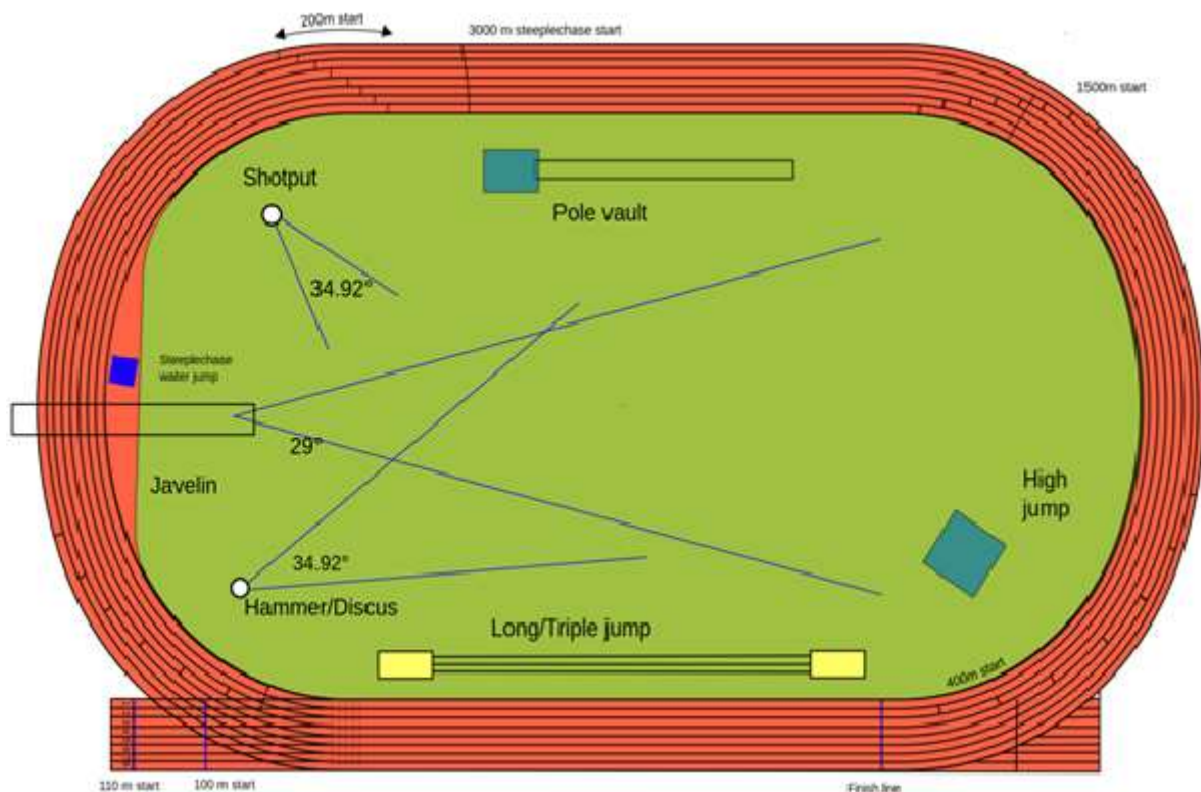 200m start
3000 m steeplechase start
1500m start
Shotput
Pole vault
34.92°
Steeplechase
water jump
29°
Javelin
High
jump
34.92°
Hammer/Discus
Long/Triple jump
400m start
110 m start
100 m start
Finish line